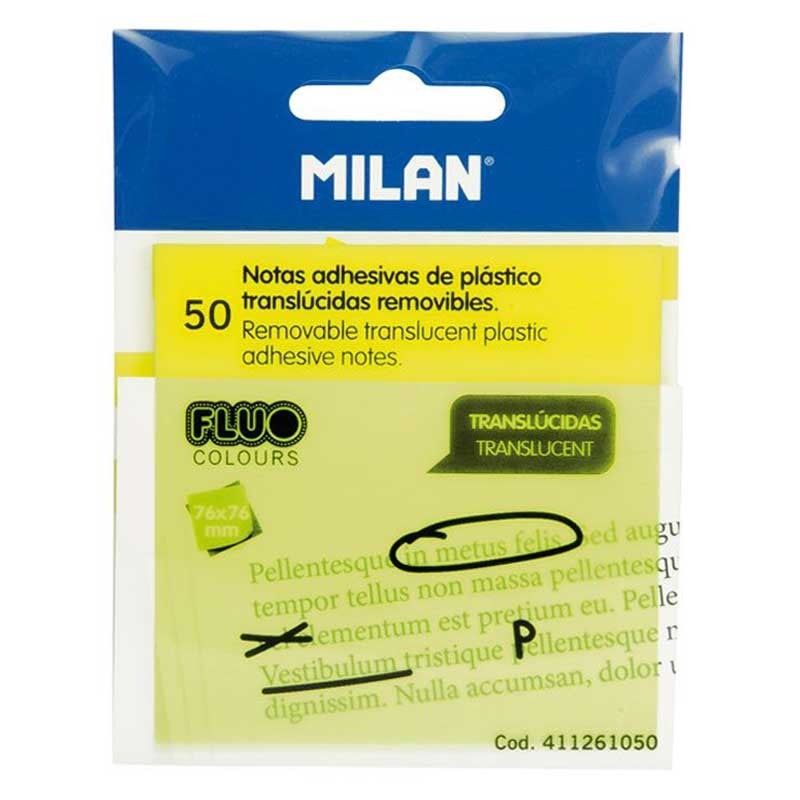 MILAN®
50
Notas adhesivas de plástico
translúcidas removibles.
Removable translucent plastic
adhesive notes.
FLUO
COLOURS
TRANSLÚCIDAS
TRANSLUCENT
76x76
mm
Pellentesque in metus felis sed augu
tempor tellus non massa pellentesqu
el elementum est pretium eu. Pelle
X
P
Vestibulum tristique pellentesque n
dignissim. Nulla accumsan, dolor u
Cod. 411261050